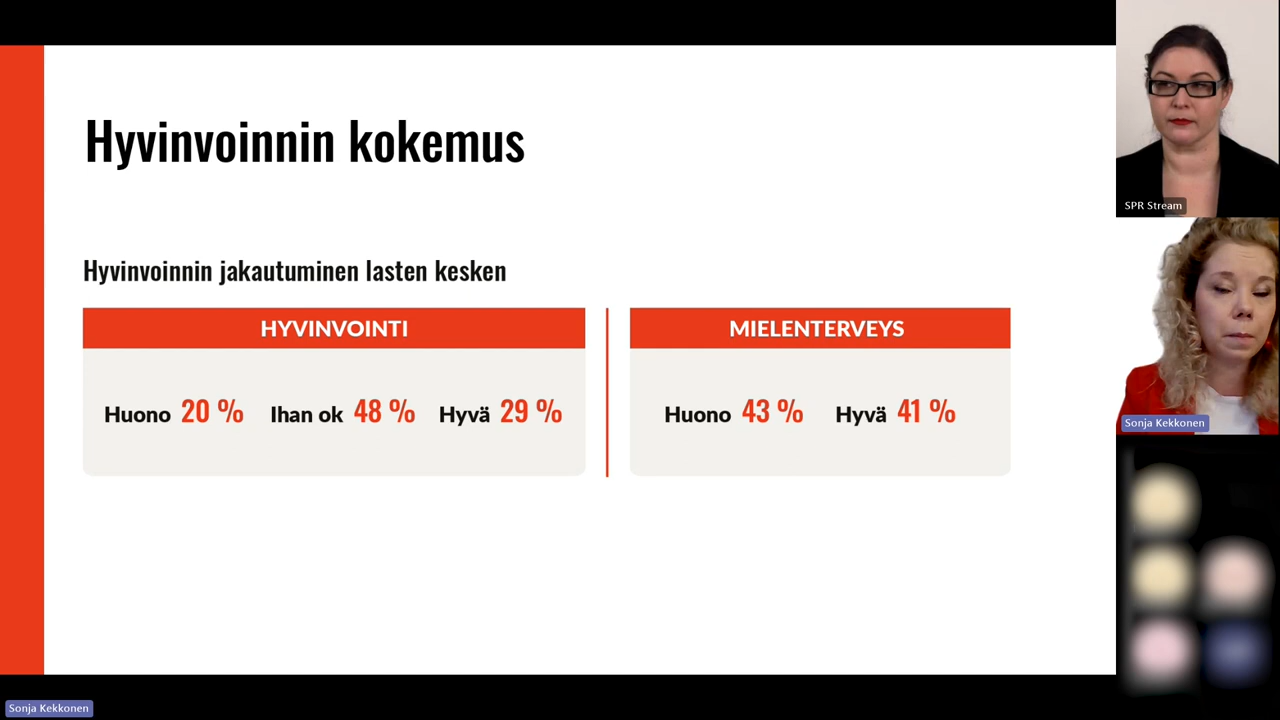 Hyvinvoinnin kokemus
Hyvinvoinnin jakautuminen lasten kesken
HYVINVOINTI
Huono 20 % Ihan ok 48 % Hyvä 29 %
MIELENTERVEYS
Huono 43 % Hyvä 41 %
SPR Stream
Sonja Kekkonen
Sonja Kekkonen